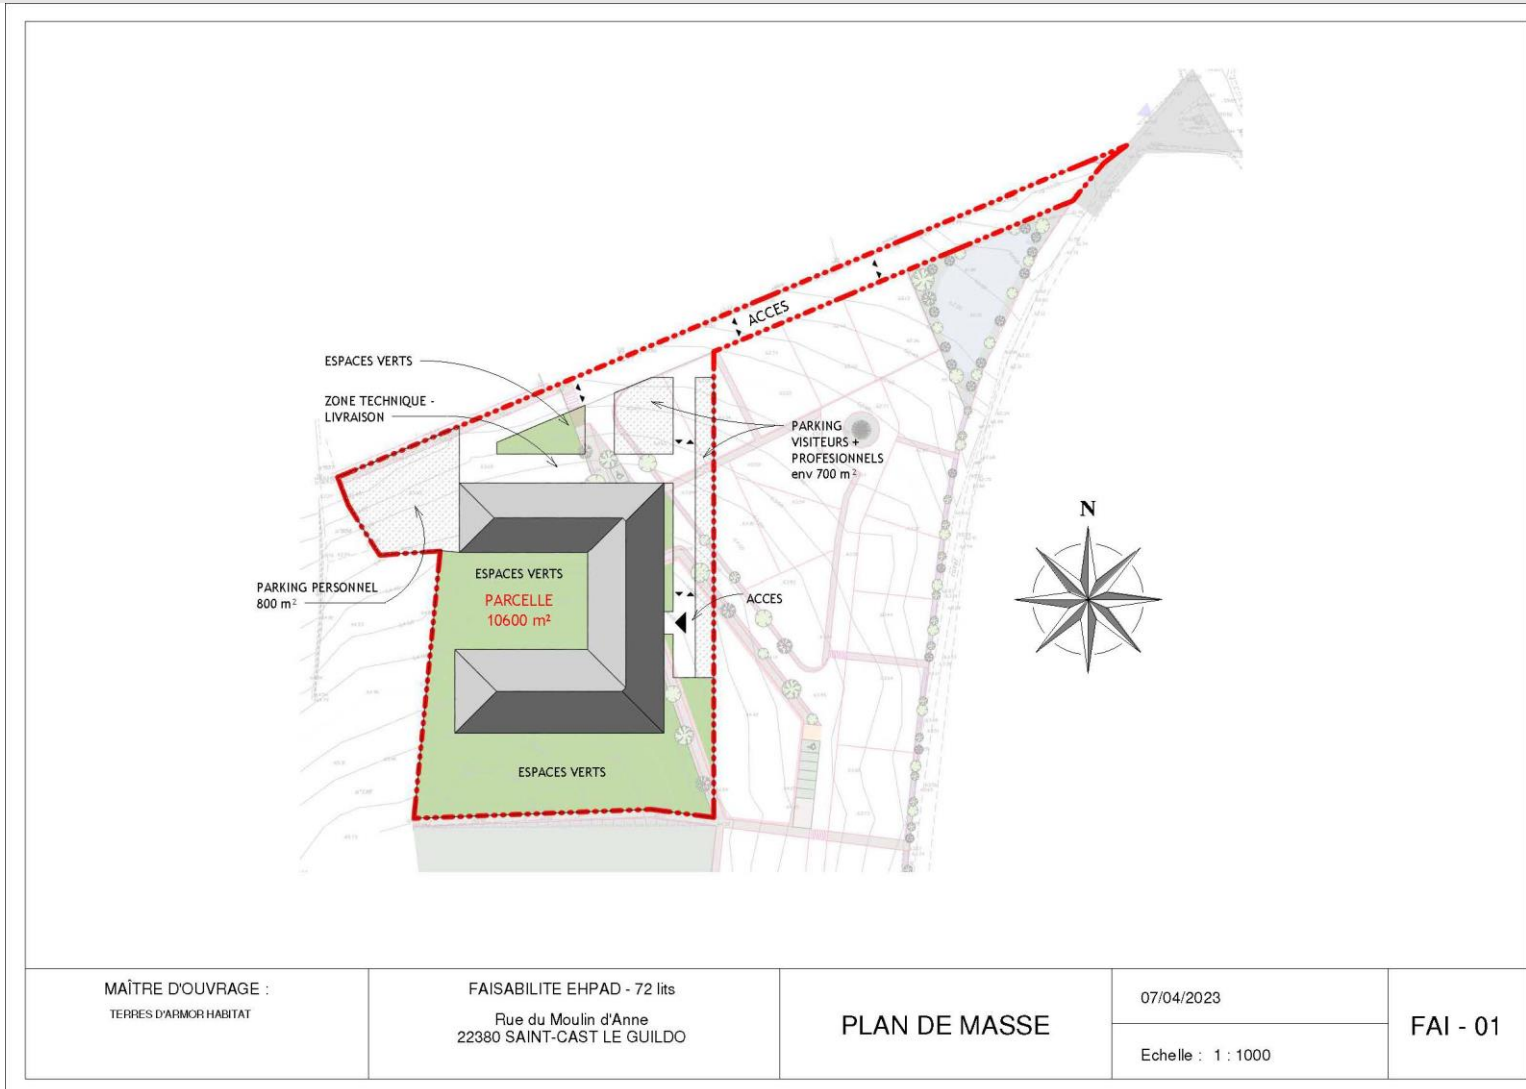 ACCES
ESPACES VERTS
ZONE TECHNIQUE -
LIVRAISON
PARKING
VISITEURS +
PROFESIONNELS
env 700 m²
N
ESPACES VERTS
PARCELLE
10600 m²
PARKING PERSONNEL
800 m²
ACCES
ESPACES VERTS
MAÎTRE D'OUVRAGE :
TERRES D'ARMOR HABITAT
FAISABILITE EHPAD - 72 lits
Rue du Moulin d'Anne
22380 SAINT-CAST LE GUILDO
PLAN DE MASSE
07/04/2023
Echelle : 1 : 1000
FAI - 01